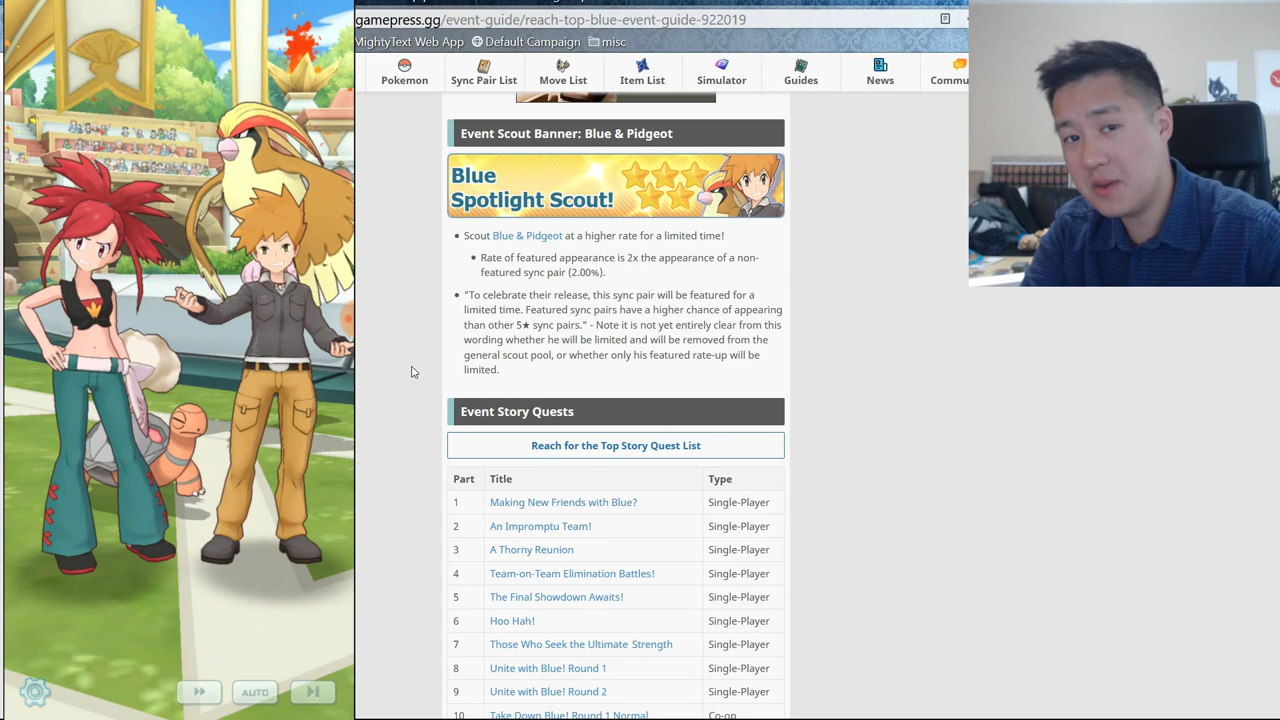 gamepress.gg/event-guide/reach-top-blue-event-guide-922019
MightyText Web App Default Campaign misc
Pokemon Sync Pair List Move List Item List Simulator Guides News Commu
Event Scout Banner: Blue & Pidgeot
Blue
Spotlight Scout!
Scout Blue & Pidgeot at a higher rate for a limited time!
Rate of featured appearance is 2x the appearance of a non-
featured sync pair (2.00%).
"To celebrate their release, this sync pair will be featured for a
limited time. Featured sync pairs have a higher chance of appearing
than other 5★ sync pairs." - Note it is not yet entirely clear from this
wording whether he will be limited and will be removed from the
general scout pool, or whether only his featured rate-up will be
limited.
Event Story Quests
Reach for the Top Story Quest List
Part Title Type
1 Making New Friends with Blue? Single-Player
2 An Impromptu Team! Single-Player
3 A Thorny Reunion Single-Player
4 Team-on-Team Elimination Battles! Single-Player
5 The Final Showdown Awaits! Single-Player
6 Hoo Hah! Single-Player
7 Those Who Seek the Ultimate Strength Single-Player
8 Unite with Blue! Round 1 Single-Player
9 Unite with Blue! Round 2 Single-Player
10 Take Down Blue! Round 1 Normal Co-op
AUTO